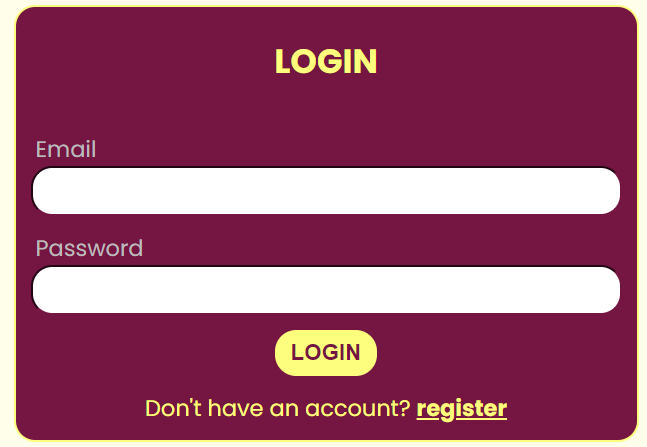 LOGIN
Email
Password
LOGIN
Don't have an account? register